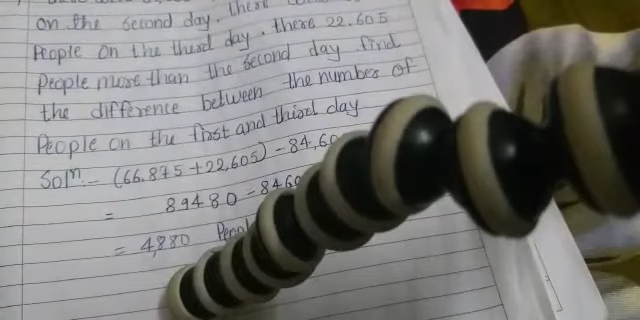 on the second day. there
People on the third day. there 22.605
People more than the second day find
the difference between the numbers of
People on the first and third day
Soln:- (66.875+22,605) - 84,60
= 89480 - 8460
= 4,880 Peopl